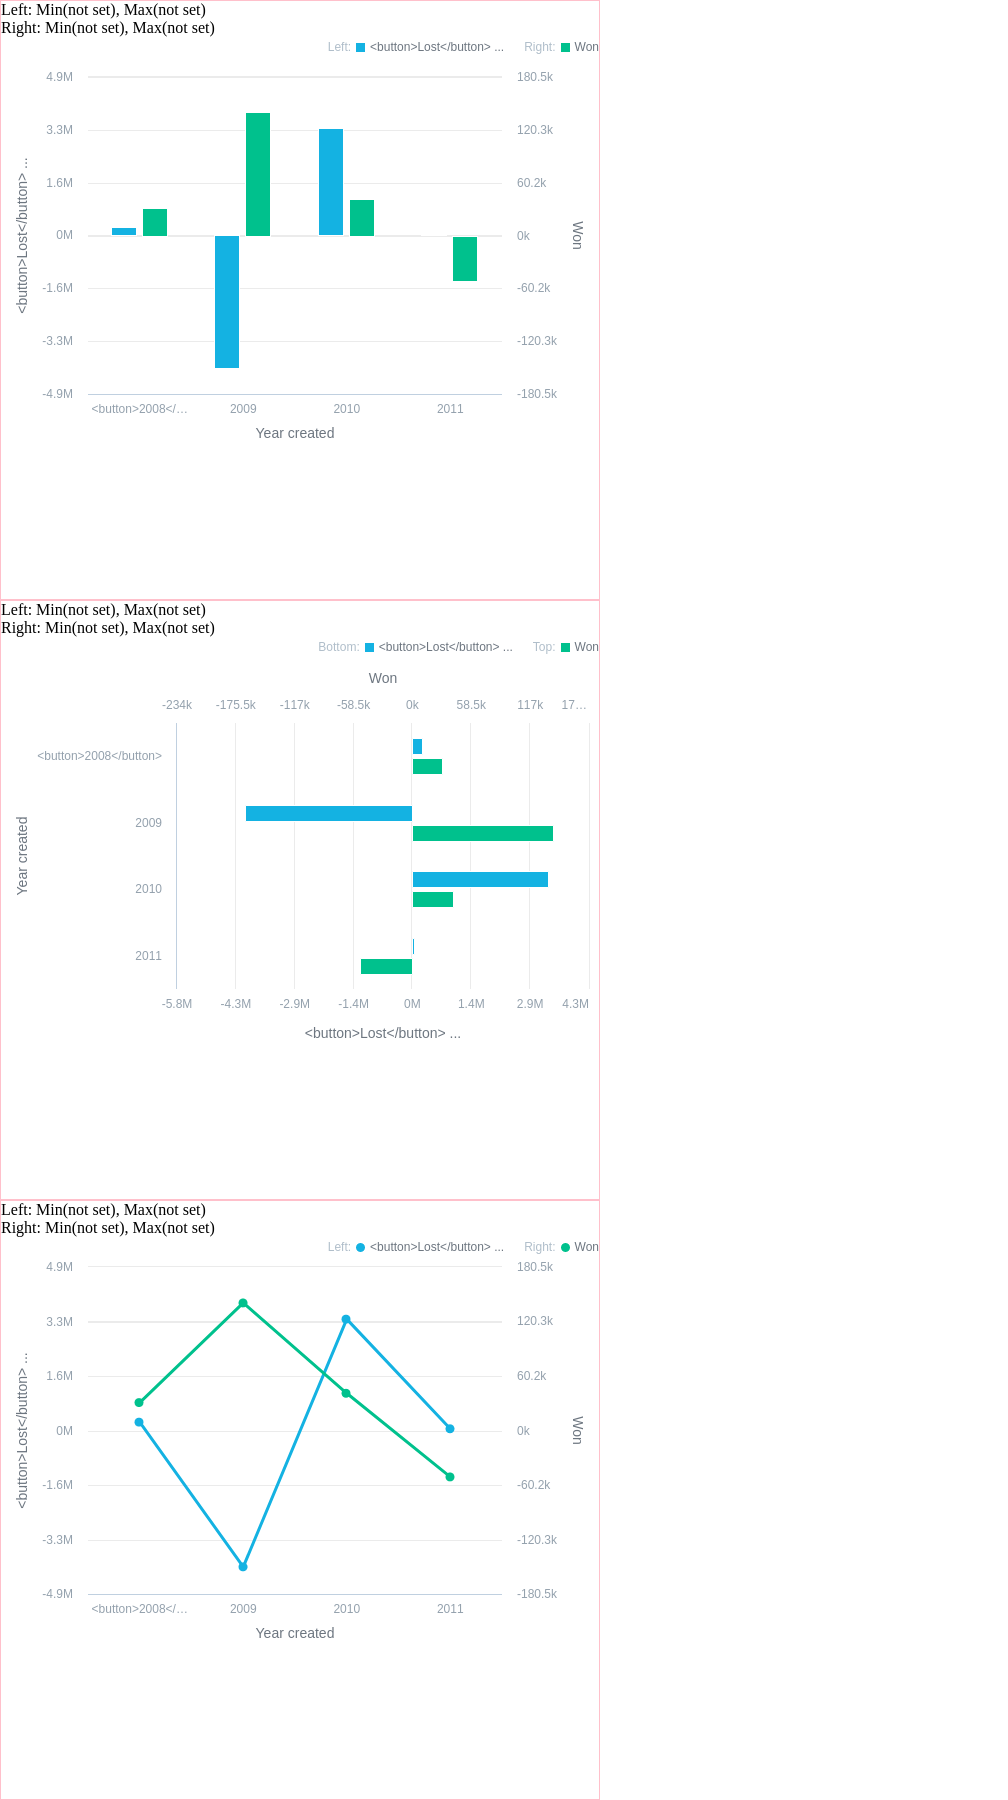 Left: Min(not set), Max(not set)
Right: Min(not set), Max(not set)
Left: <button>Lost</button> ... Right: Won
4.9M 180.5k
3.3M 120.3k
1.6M 60.2k
0M 0k
-1.6M -60.2k
-3.3M -120.3k
-4.9M -180.5k
<button>Lost</button> ...
Won
<button>2008</… 2009 2010 2011
Year created
Left: Min(not set), Max(not set)
Right: Min(not set), Max(not set)
Bottom: <button>Lost</button> ... Top: Won
Won
-234k -175.5k -117k -58.5k 0k 58.5k 117k 17…
<button>2008</button>
2009
2010
2011
Year created
-5.8M -4.3M -2.9M -1.4M 0M 1.4M 2.9M 4.3M
<button>Lost</button> ...
Left: Min(not set), Max(not set)
Right: Min(not set), Max(not set)
Left: <button>Lost</button> ... Right: Won
4.9M 180.5k
3.3M 120.3k
1.6M 60.2k
0M 0k
-1.6M -60.2k
-3.3M -120.3k
-4.9M -180.5k
<button>Lost</button> ...
Won
<button>2008</… 2009 2010 2011
Year created